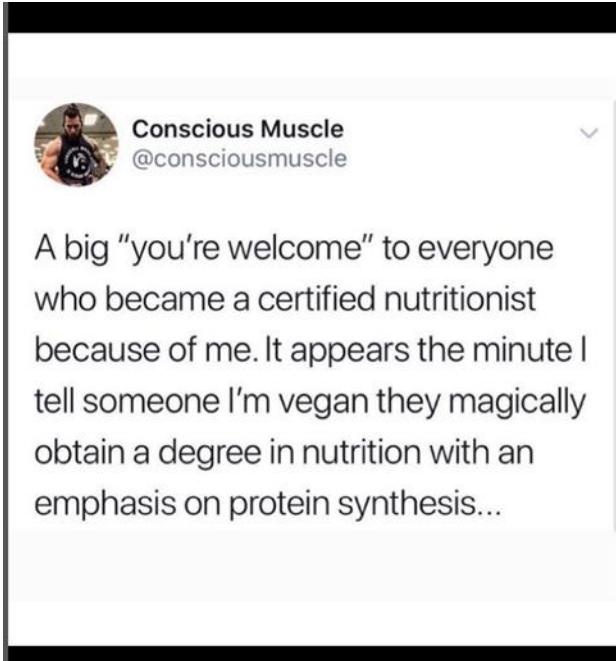 Conscious Muscle
@consciousmuscle
A big "you're welcome" to everyone
who became a certified nutritionist
because of me. It appears the minute I
tell someone I'm vegan they magically
obtain a degree in nutrition with an
emphasis on protein synthesis...